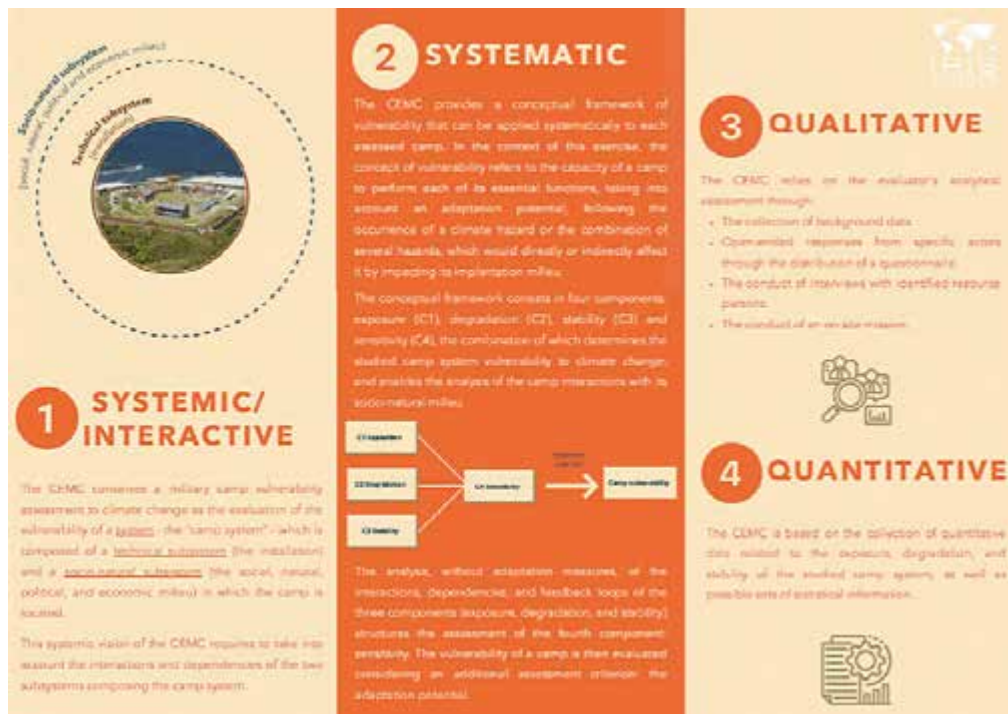 Socio-natural subsystem
(social, natural, political and economic milieu)
Technical subsystem
(installation)
1 SYSTEMIC/
INTERACTIVE
The CEMC conceives a military camp vulnerability
assessment to climate change as the evaluation of the
vulnerability of a system - the "camp system" - which is
composed of a technical subsystem (the installation)
and a socio-natural subsystem (the social, natural,
political, and economic milieu) in which the camp is
located.
This systemic vision of the CEMC requires to take into
account the interactions and dependencies of the two
subsystems composing the camp system.
2 SYSTEMATIC
The CEMC provides a conceptual framework of
vulnerability that can be applied systematically to each
assessed camp. In the context of this exercise, the
concept of vulnerability refers to the capacity of a camp
to perform each of its essential functions, taking into
account an adaptation potential, following the
occurrence of a climate hazard or the combination of
several hazards, which would directly or indirectly affect
it by impacting its implantation milieu.
The conceptual framework consists in four components:
exposure (C1), degradation (C2), stability (C3) and
sensitivity (C4), the combination of which determines the
studied camp system vulnerability to climate change,
and enables the analysis of the camp interactions with its
socio-natural milieu.
C1 Exposition
C2 Degradation
C3 Stability
C4 Sensitivity
Camp vulnerability
The analysis, without adaptation measures, of the
interactions, dependencies, and feedback loops of the
three components (exposure, degradation, and stability)
structures the assessment of the fourth component:
sensitivity. The vulnerability of a camp is then evaluated
considering an additional assessment criterion: the
adaptation potential.
3 QUALITATIVE
The CEMC relies on the evaluator's analytical
assessment through:
• The collection of background data.
• Open-ended responses from specific actors
through the distribution of a questionnaire.
• The conduct of interviews with identified resource
persons.
• The conduct of an on-site mission.
4 QUANTITATIVE
The CEMC is based on the collection of quantitative
data related to the exposure, degradation, and
stability of the studied camp system, as well as
possible sets of statistical information.